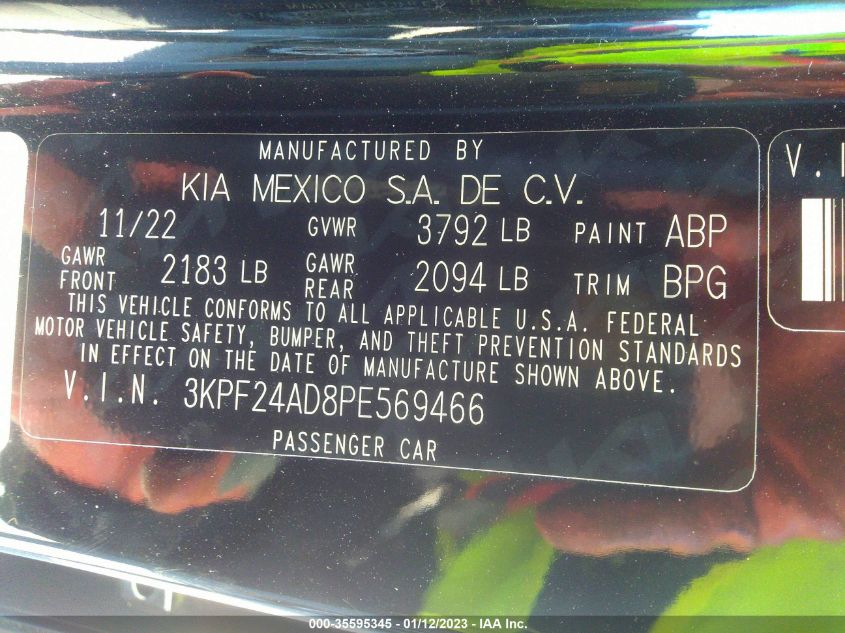 MANUFACTURED BY
KIA MEXICO S.A. DE C.V.
11/22 GVWR 3792 LB PAINT ABP
GAWR FRONT 2183 LB GAWR REAR 2094 LB TRIM BPG
THIS VEHICLE CONFORMS TO ALL APPLICABLE U.S.A. FEDERAL
MOTOR VEHICLE SAFETY, BUMPER, AND THEFT PREVENTION STANDARDS
IN EFFECT ON THE DATE OF MANUFACTURE SHOWN ABOVE.
V.I.N. 3KPF24AD8PE569466
PASSENGER CAR
000-35595345 - 01/12/2023 - IAA Inc.